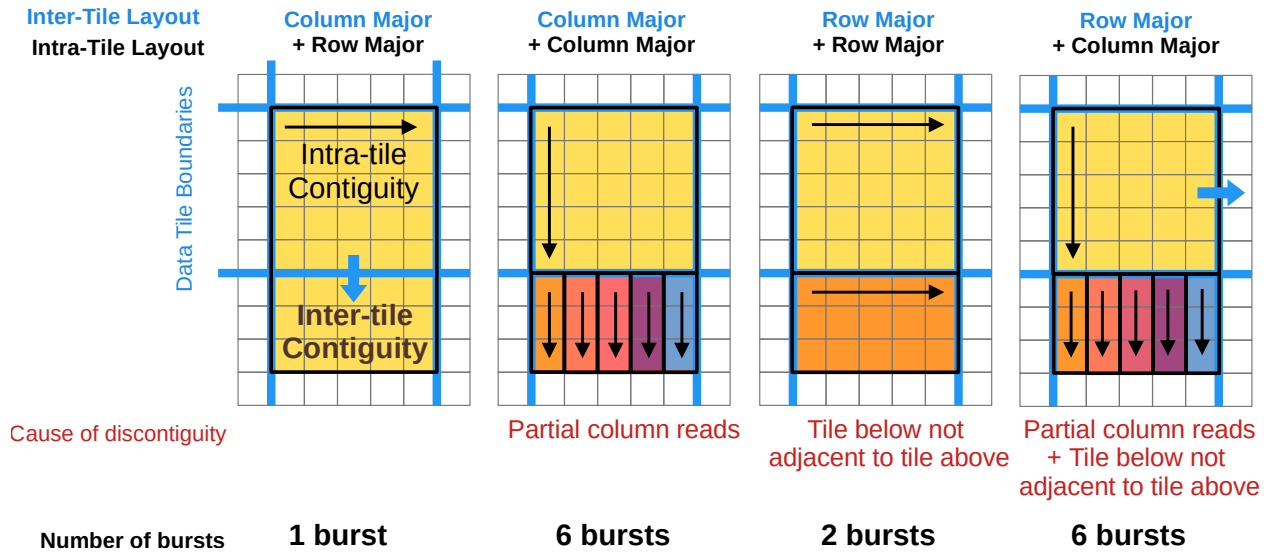 Inter-Tile Layout
Intra-Tile Layout
Column Major
+ Row Major
Column Major
+ Column Major
Row Major
+ Row Major
Row Major
+ Column Major
Data Tile Boundaries
Intra-tile
Contiguity
Inter-tile
Contiguity
Cause of discontiguity
Partial column reads
Tile below not
adjacent to tile above
Partial column reads
+ Tile below not
adjacent to tile above
Number of bursts
1 burst
6 bursts
2 bursts
6 bursts